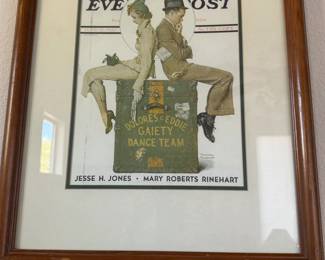 EVE POST
DOLORES & EDDIE
GAIETY
DANCE TEAM
JESSE H. JONES • MARY ROBERTS RINEHART